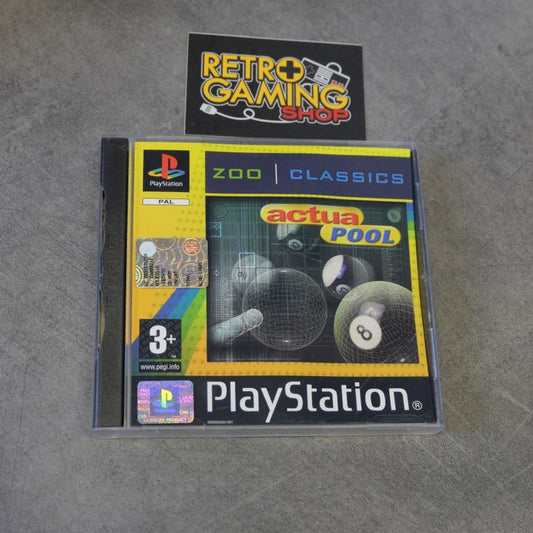 RETRO
GAMING
SHOP
PlayStation
PAL
ZOO | CLASSICS
actua
POOL
8
3+
www.pegi.info
PlayStation®